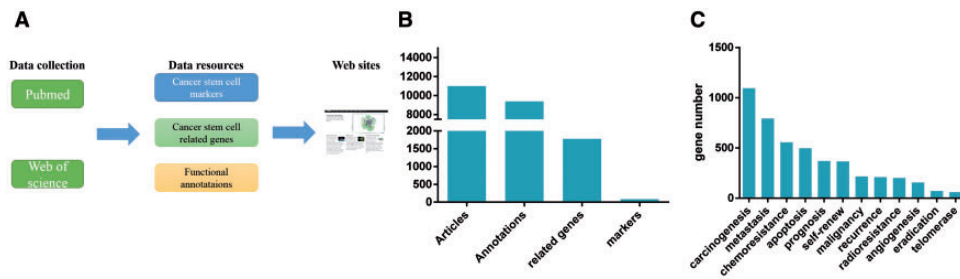 A
Data collection
Data resources
Web sites
Pubmed
Web of
science
Cancer stem cell
markers
Cancer stem cell
related genes
Functional
annotataions
B
14000
12000
10000
8000
6000
2000
1500
1000
500
0
Articles
Annotations
related genes
markers
C
gene number
1500
1000
500
0
carcinogenesis
metastasis
chemoresistance
apoptosis
prognosis
self-renew
malignancy
recurrence
radioresistance
angiogenesis
eradication
telomerase